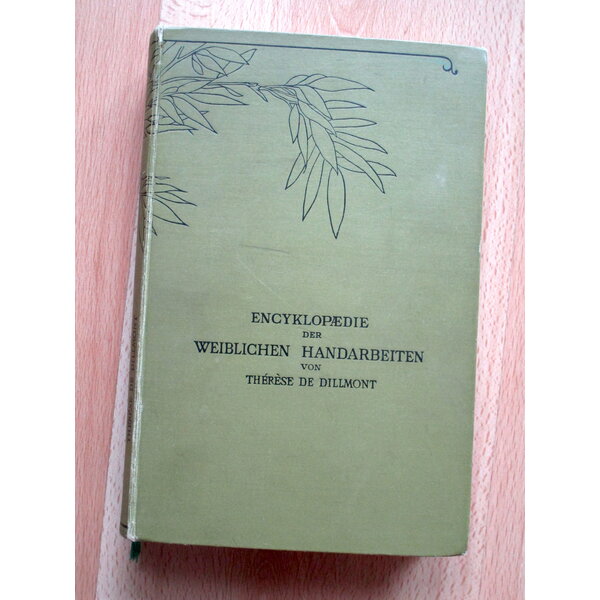 ENCYKLOPÆDIE
DER
WEIBLICHEN HANDARBEITEN
VON
THÉRÈSE DE DILLMONT